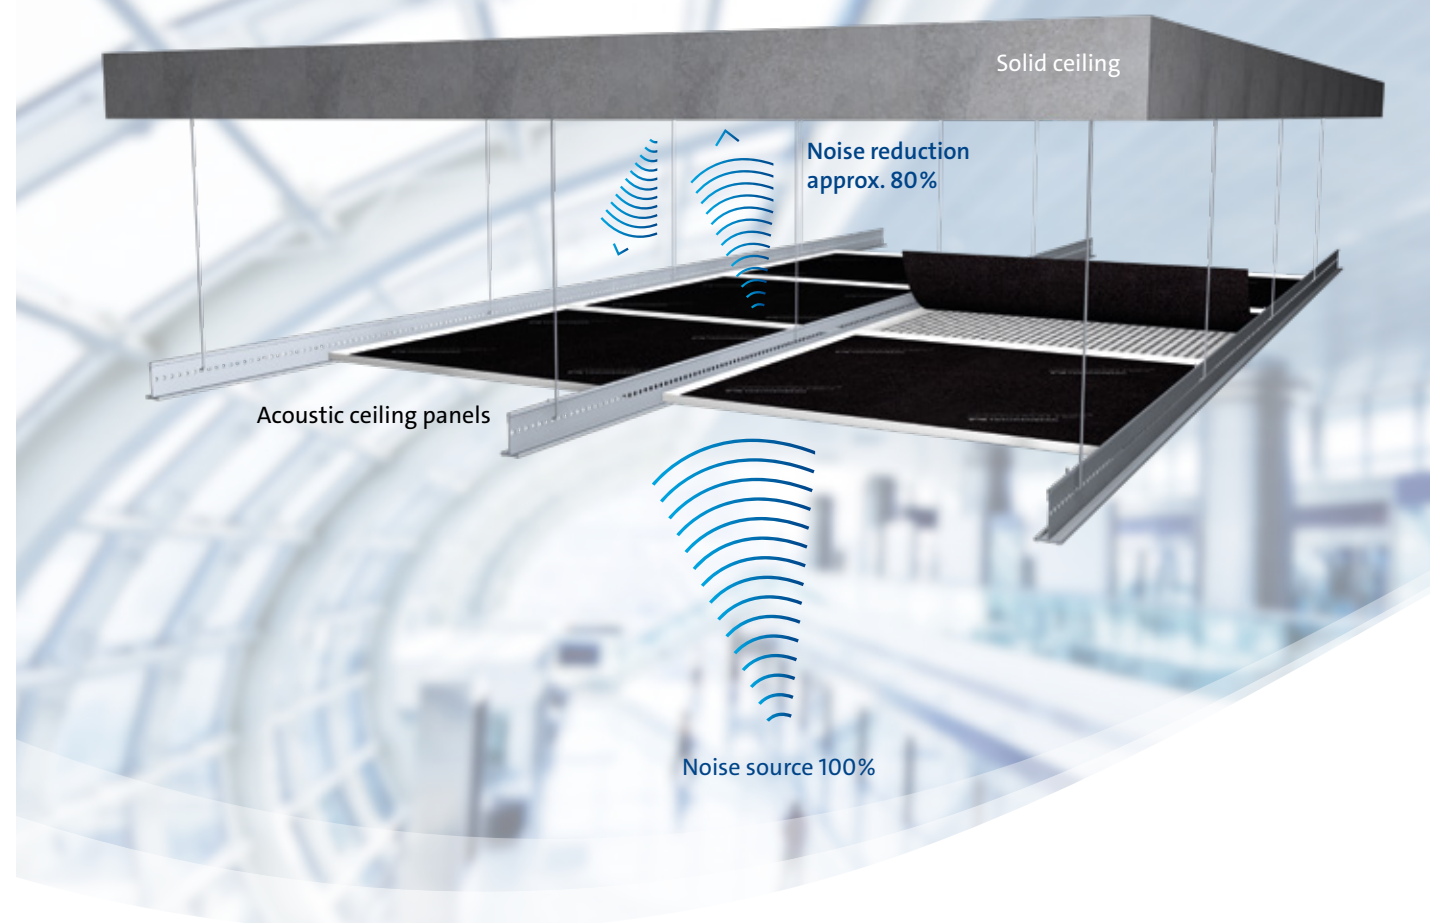 Solid ceiling
Noise reduction
approx. 80%
Acoustic ceiling panels
Noise source 100%